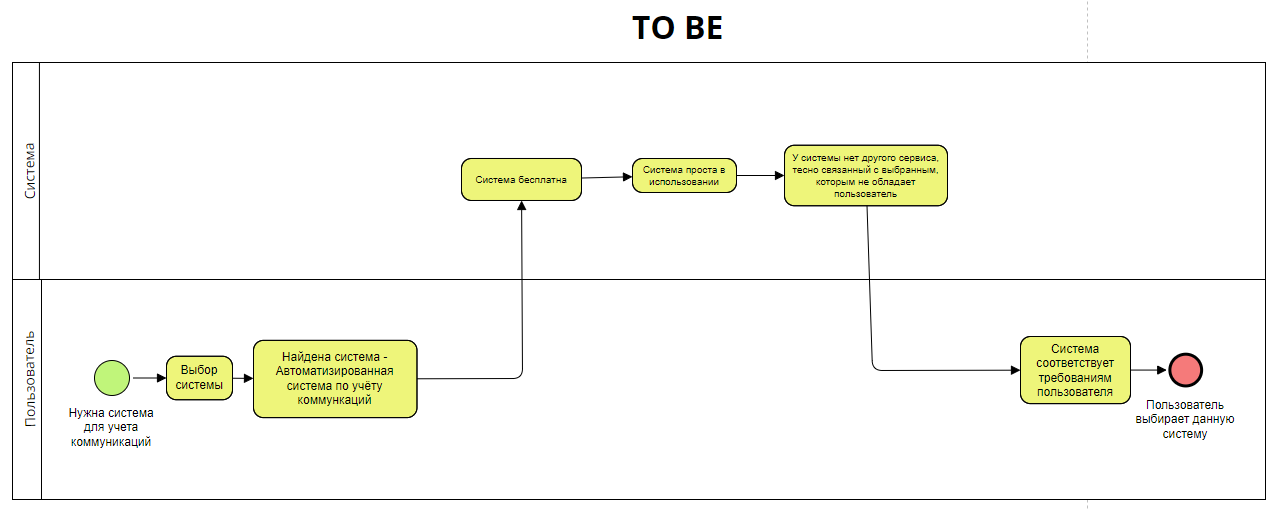 TO BE
Система
Система бесплатна
Система проста в
использовании
У системы нет другого сервиса,
тесно связанный с выбранным,
которым не обладает
пользователь
Пользователь
Нужна система
для учета
коммуникаций
Выбор
системы
Найдена система -
Автоматизированная
система по учёту
коммункаций
Система
соответствует
требованиям
пользователя
Пользователь
выбирает данную
систему